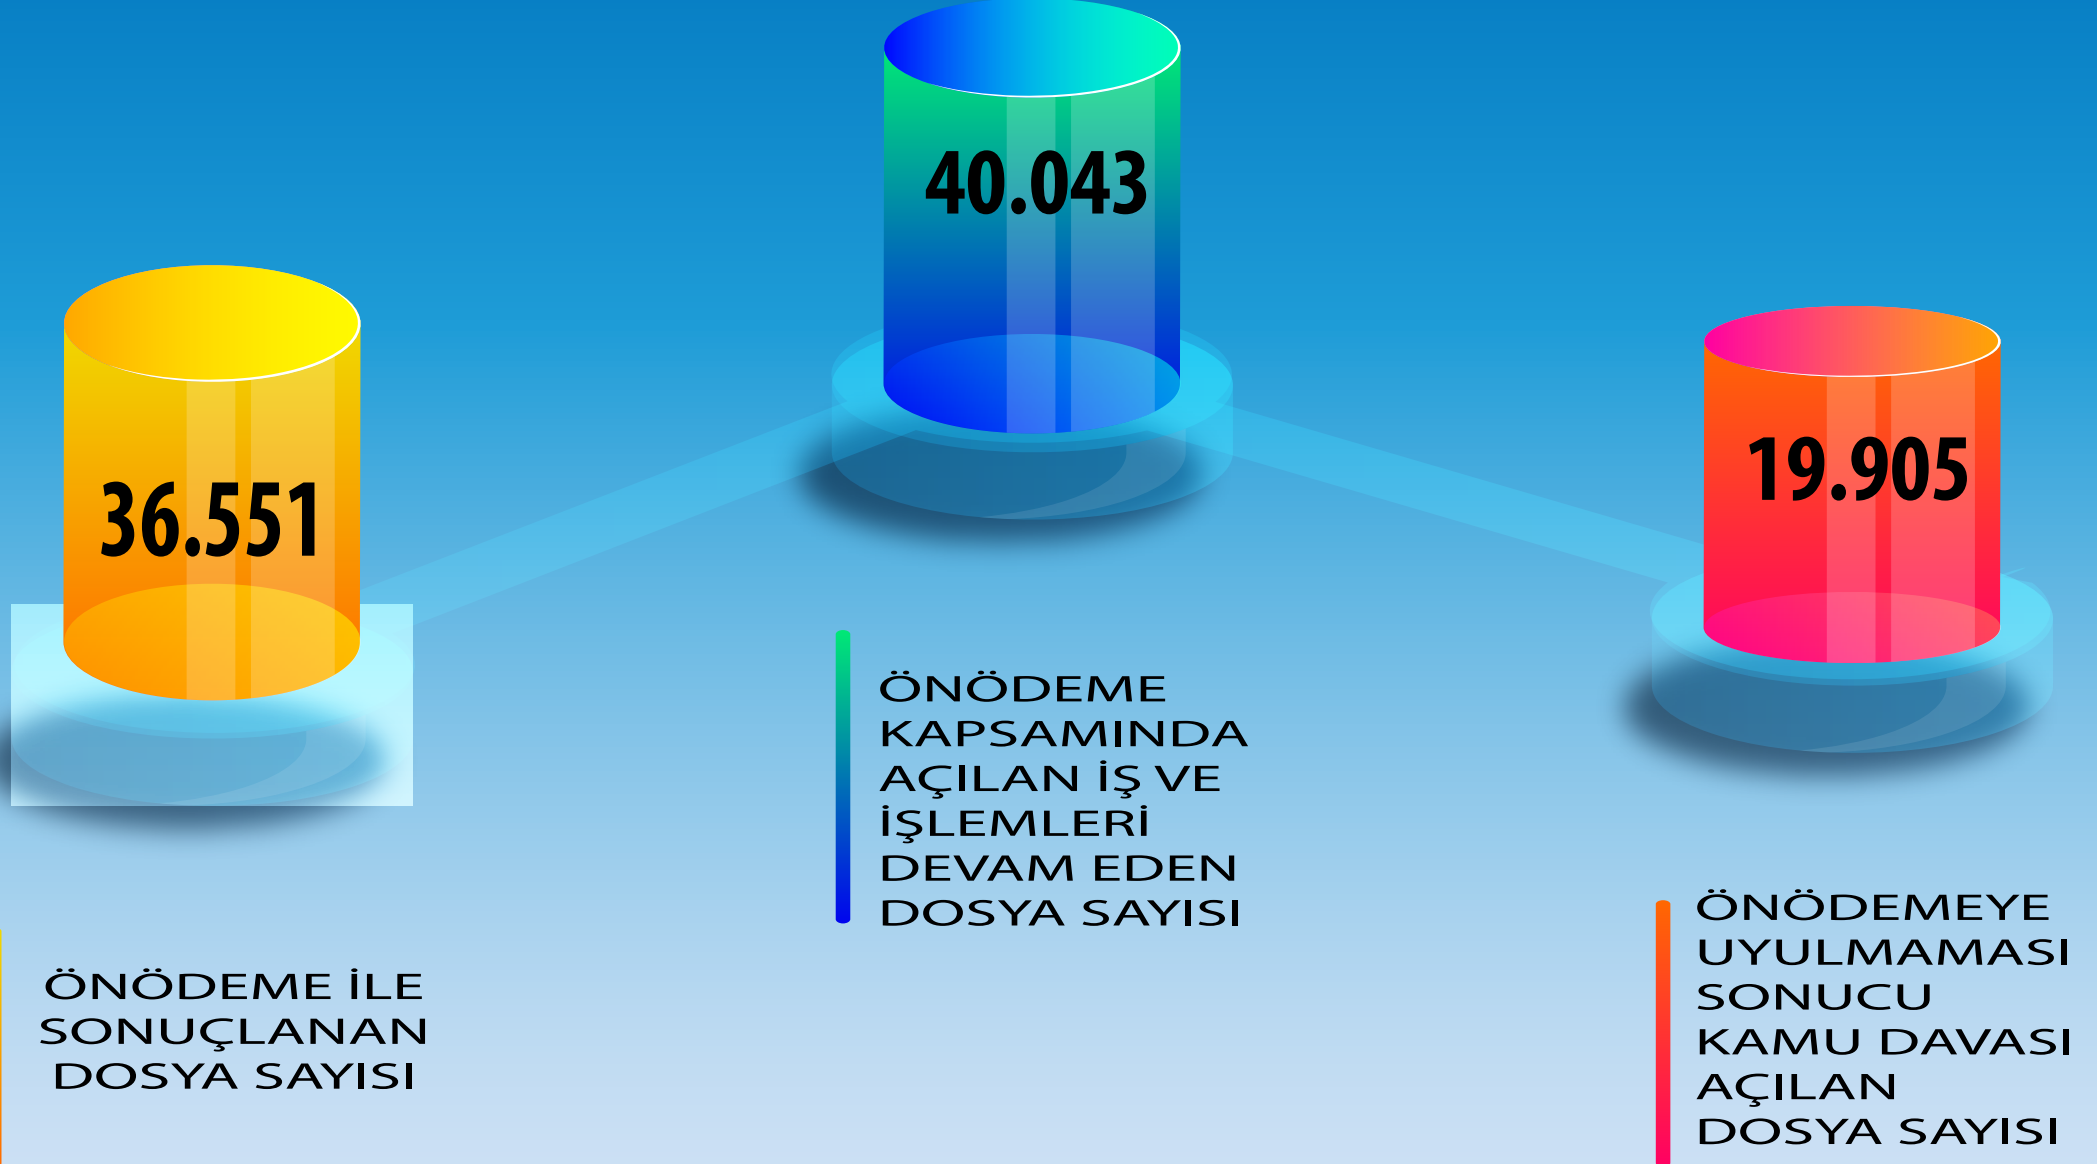 36.551
ÖNÖDEME İLE
SONUÇLANAN
DOSYA SAYISI
40.043
ÖNÖDEME
KAPSAMINDA
AÇILAN İŞ VE
İŞLEMLERİ
DEVAM EDEN
DOSYA SAYISI
19.905
ÖNÖDEMEYE
UYULMAMASI
SONUCU
KAMU DAVASI
AÇILAN
DOSYA SAYISI